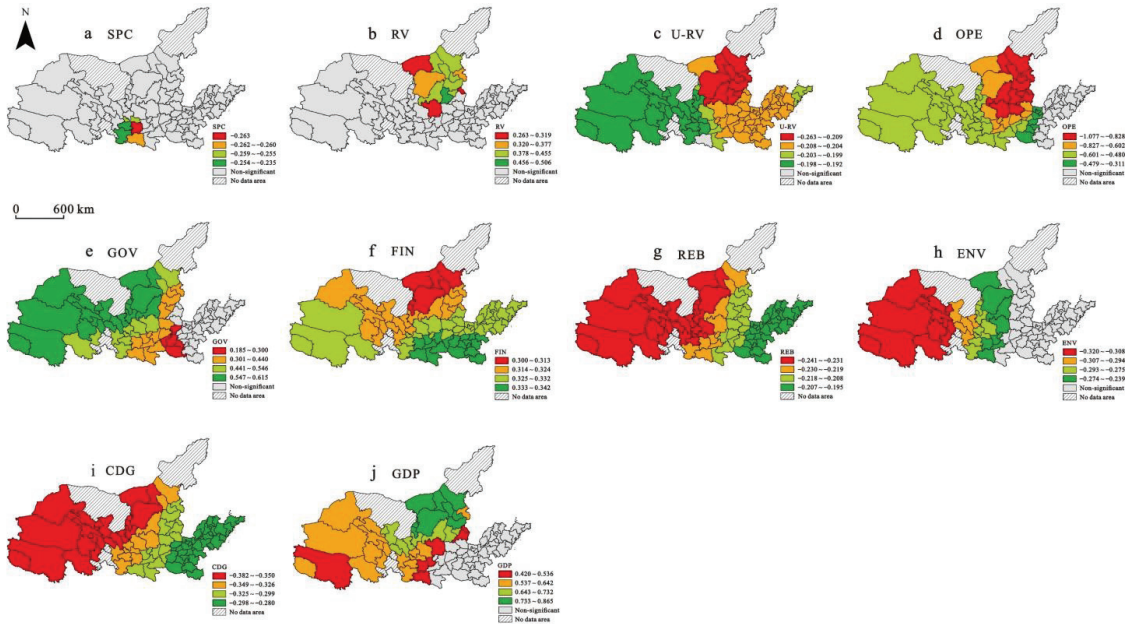 N
a SPC
SPC
−0.263
−0.262 ~ −0.260
−0.259 ~ −0.255
−0.254 ~ −0.235
Non-significant
No data area
b RV
RV
0.263 ~ 0.319
0.320 ~ 0.377
0.378 ~ 0.455
0.456 ~ 0.506
Non-significant
No data area
c U-RV
U-RV
−0.263 ~ −0.209
−0.208 ~ −0.204
−0.203 ~ −0.199
−0.198 ~ −0.192
Non-significant
No data area
d OPE
OPE
−1.077 ~ −0.828
−0.827 ~ −0.602
−0.601 ~ −0.480
−0.479 ~ −0.311
Non-significant
No data area
0 600 km
e GOV
GOV
0.185 ~ 0.300
0.301 ~ 0.440
0.441 ~ 0.546
0.547 ~ 0.615
Non-significant
No data area
f FIN
FIN
0.300 ~ 0.313
0.314 ~ 0.324
0.325 ~ 0.332
0.333 ~ 0.342
No data area
g REB
REB
−0.241 ~ −0.231
−0.230 ~ −0.219
−0.218 ~ −0.208
−0.207 ~ −0.195
No data area
h ENV
ENV
−0.320 ~ −0.308
−0.307 ~ −0.294
−0.293 ~ −0.275
−0.274 ~ −0.239
Non-significant
No data area
i CDG
CDG
−0.382 ~ −0.350
−0.349 ~ −0.326
−0.325 ~ −0.299
−0.298 ~ −0.280
No data area
j GDP
GDP
0.420 ~ 0.536
0.537 ~ 0.642
0.643 ~ 0.732
0.733 ~ 0.865
Non-significant
No data area